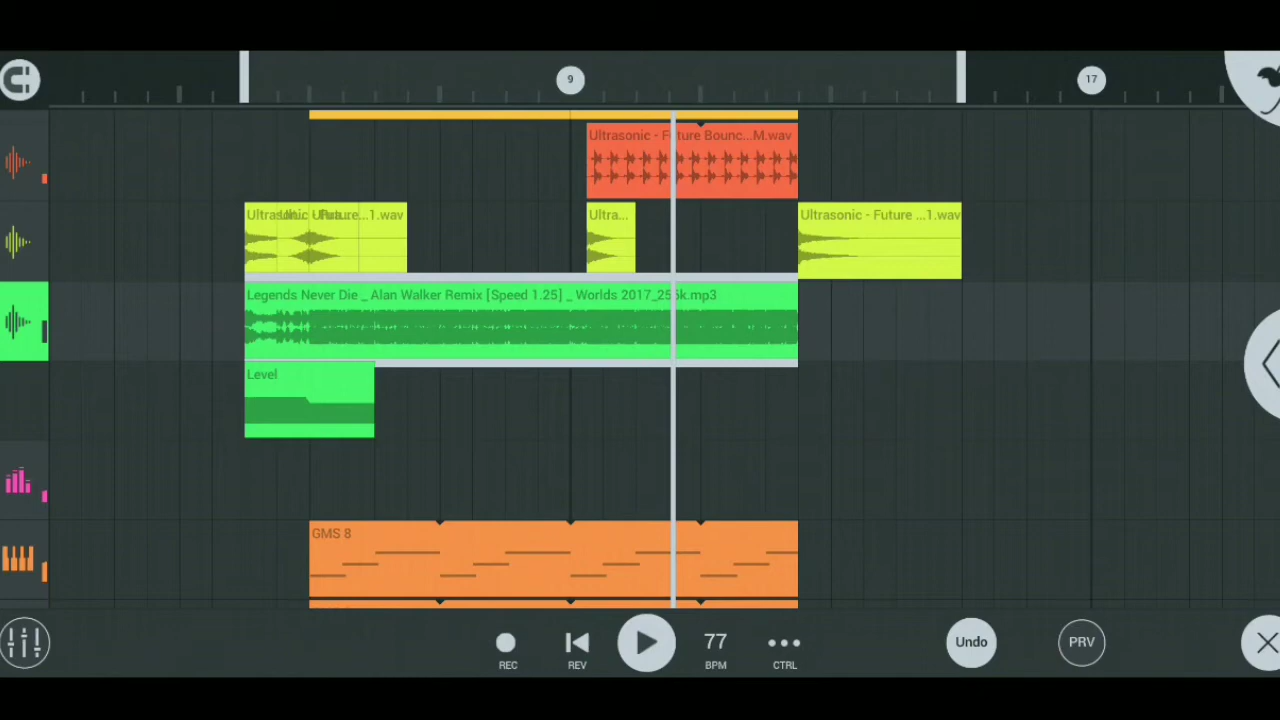 9
17
Ultrasonic - Future Bounc...M.wav
Ultrasonic - Future...1.wav
Ultra...
Ultrasonic - Future ...1.wav
Legends Never Die _ Alan Walker Remix [Speed 1.25] _ Worlds 2017_256k.mp3
Level
GMS 8
77
Undo
PRV
REC
REV
BPM
CTRL